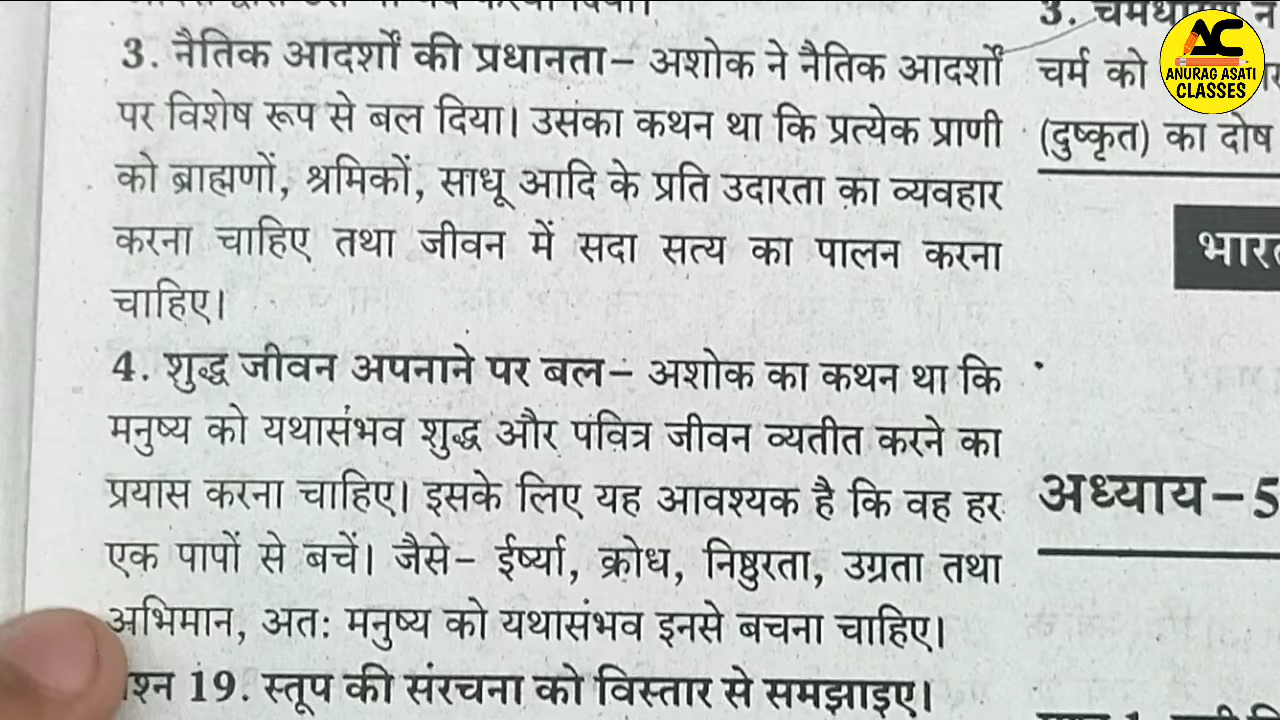 3. नैतिक आदर्शों की प्रधानता– अशोक ने नैतिक आदर्शों
पर विशेष रूप से बल दिया। उसका कथन था कि प्रत्येक प्राणी
को ब्राह्मणों, श्रमिकों, साधू आदि के प्रति उदारता का व्यवहार
करना चाहिए तथा जीवन में सदा सत्य का पालन करना
चाहिए।
4. शुद्ध जीवन अपनाने पर बल– अशोक का कथन था कि
मनुष्य को यथासंभव शुद्ध और पवित्र जीवन व्यतीत करने का
प्रयास करना चाहिए। इसके लिए यह आवश्यक है कि वह हर
एक पापों से बचें। जैसे– ईर्ष्या, क्रोध, निष्ठुरता, उग्रता तथा
अभिमान, अतः मनुष्य को यथासंभव इनसे बचना चाहिए।
19. स्तूप की संरचना को विस्तार से समझाइए।
3.
चर्म को
(दुष्कृत) का दोष
अध्याय–5
AC
ANURAG ASATI
CLASSES